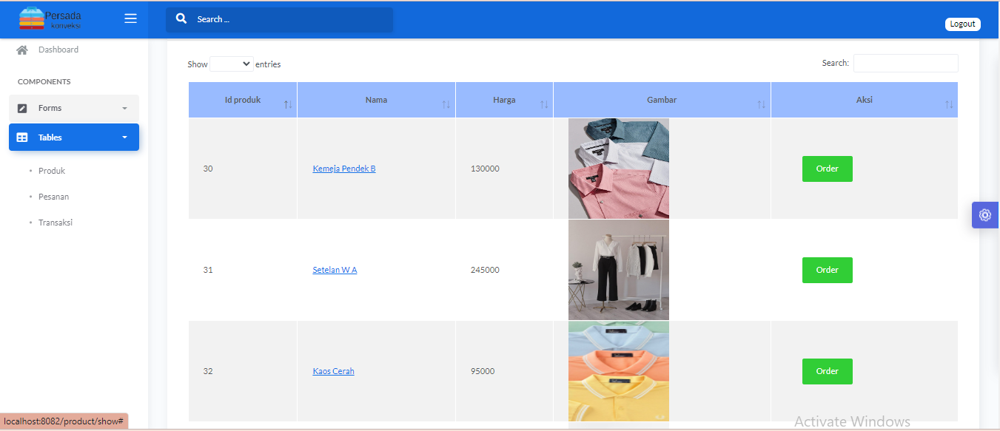 Persada
konveksi
Search ...
Logout
Dashboard
COMPONENTS
Forms
Tables
Produk
Pesanan
Transaksi
Show entries
Search:
Id produk Nama Harga Gambar Aksi
30 Kemeja Pendek B 130000 Order
31 Setelan W A 245000 Order
32 Kaos Cerah 95000 Order
localhost:8082/product/show#
Activate Windows